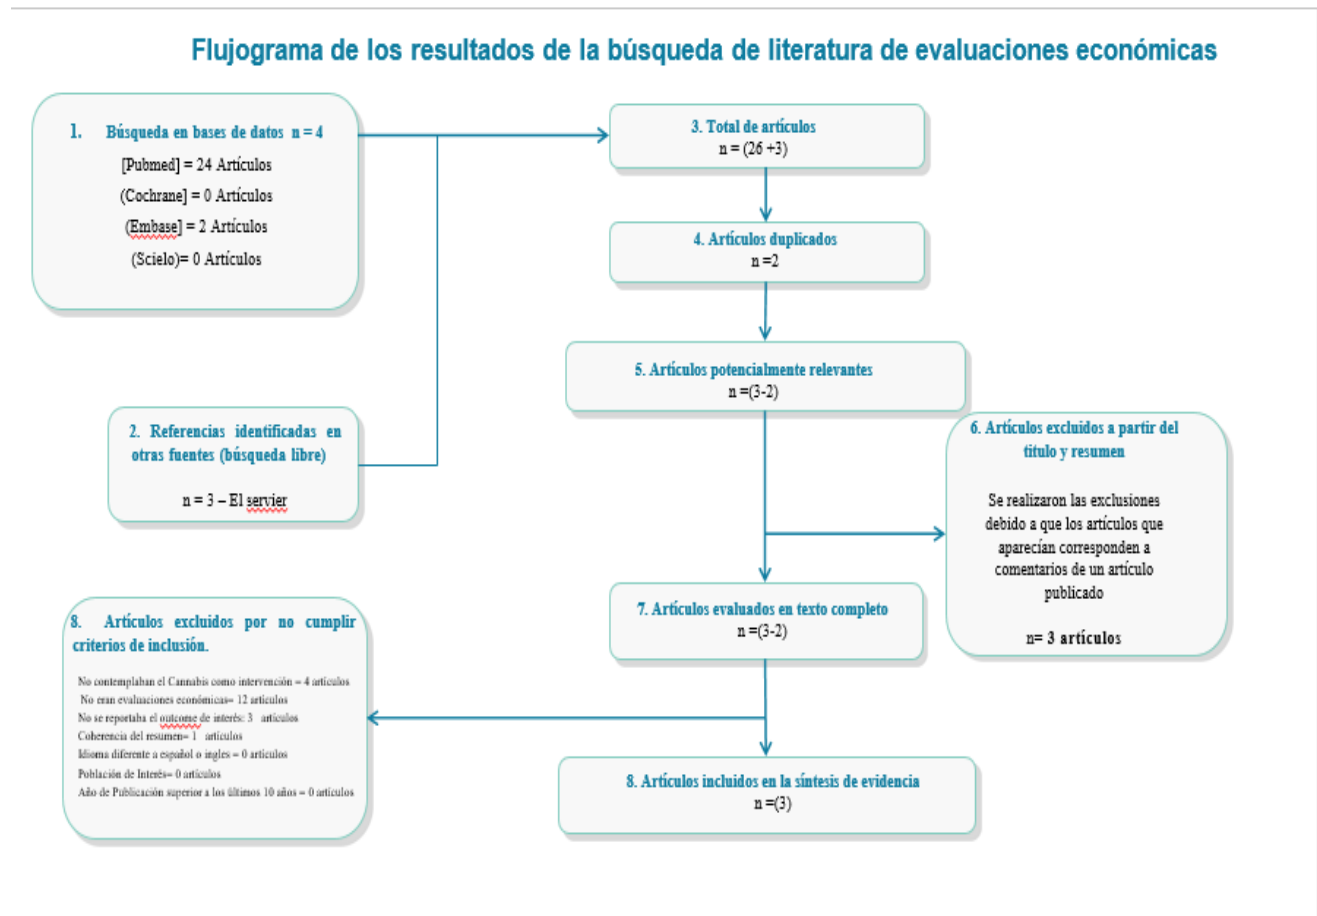 Flujograma de los resultados de la búsqueda de literatura de evaluaciones económicas
1. Búsqueda en bases de datos n = 4
[Pubmed] = 24 Artículos
(Cochrane] = 0 Artículos
(Embase] = 2 Artículos
(Scielo)= 0 Artículos
2. Referencias identificadas en
otras fuentes (búsqueda libre)
n = 3 – El servier
3. Total de artículos
n = (26 +3)
4. Artículos duplicados
n =2
5. Artículos potencialmente relevantes
n =(3-2)
6. Artículos excluidos a partir del
titulo y resumen
Se realizaron las exclusiones
debido a que los artículos que
aparecían corresponden a
comentarios de un artículo
publicado
n= 3 artículos
7. Artículos evaluados en texto completo
n =(3-2)
8. Artículos excluidos por no cumplir
criterios de inclusión.
No contemplaban el Cannabis como intervención = 4 artículos
No eran evaluaciones económicas= 12 artículos
No se reportaba el outcome de interés: 3 artículos
Coherencia del resumen= 1 artículos
Idioma diferente a español o ingles = 0 artículos
Población de Interés= 0 artículos
Año de Publicación superior a los últimos 10 años = 0 artículos
8. Artículos incluidos en la síntesis de evidencia
n =(3)